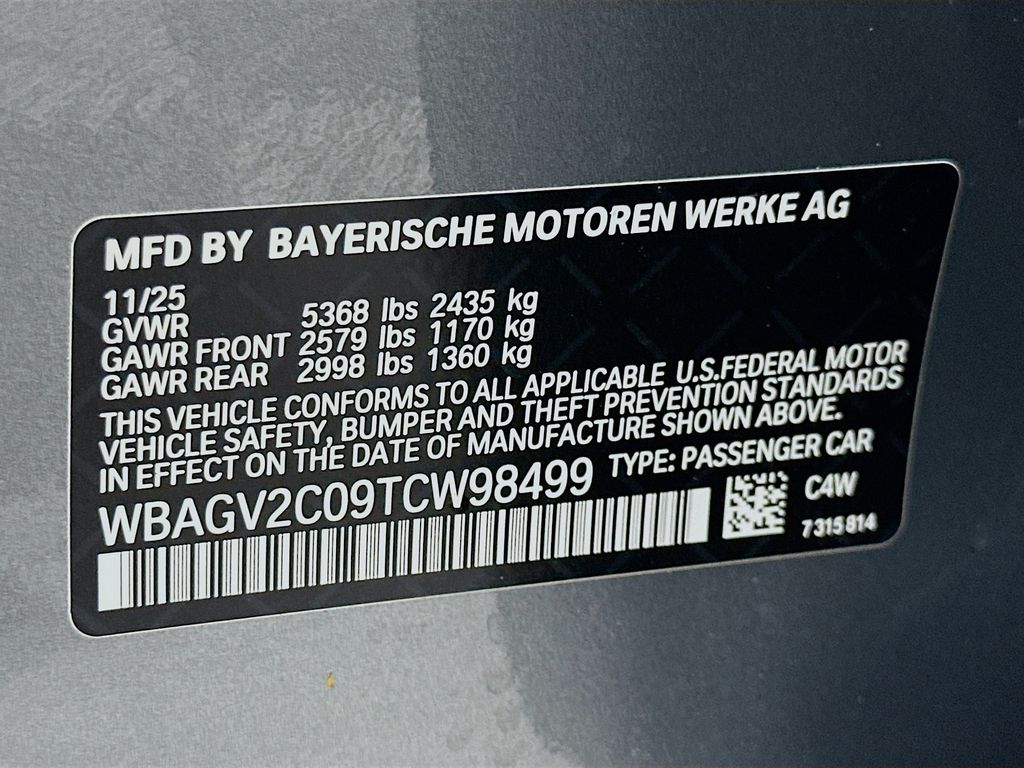 MFD BY BAYERISCHE MOTOREN WERKE AG
11/25
GVWR 5368 lbs 2435 kg
GAWR FRONT 2579 lbs 1170 kg
GAWR REAR 2998 lbs 1360 kg
THIS VEHICLE CONFORMS TO ALL APPLICABLE U.S.FEDERAL MOTOR
VEHICLE SAFETY, BUMPER AND THEFT PREVENTION STANDARDS
IN EFFECT ON THE DATE OF MANUFACTURE SHOWN ABOVE.
WBAGV2C09TCW98499 TYPE: PASSENGER CAR
C4W
7315814